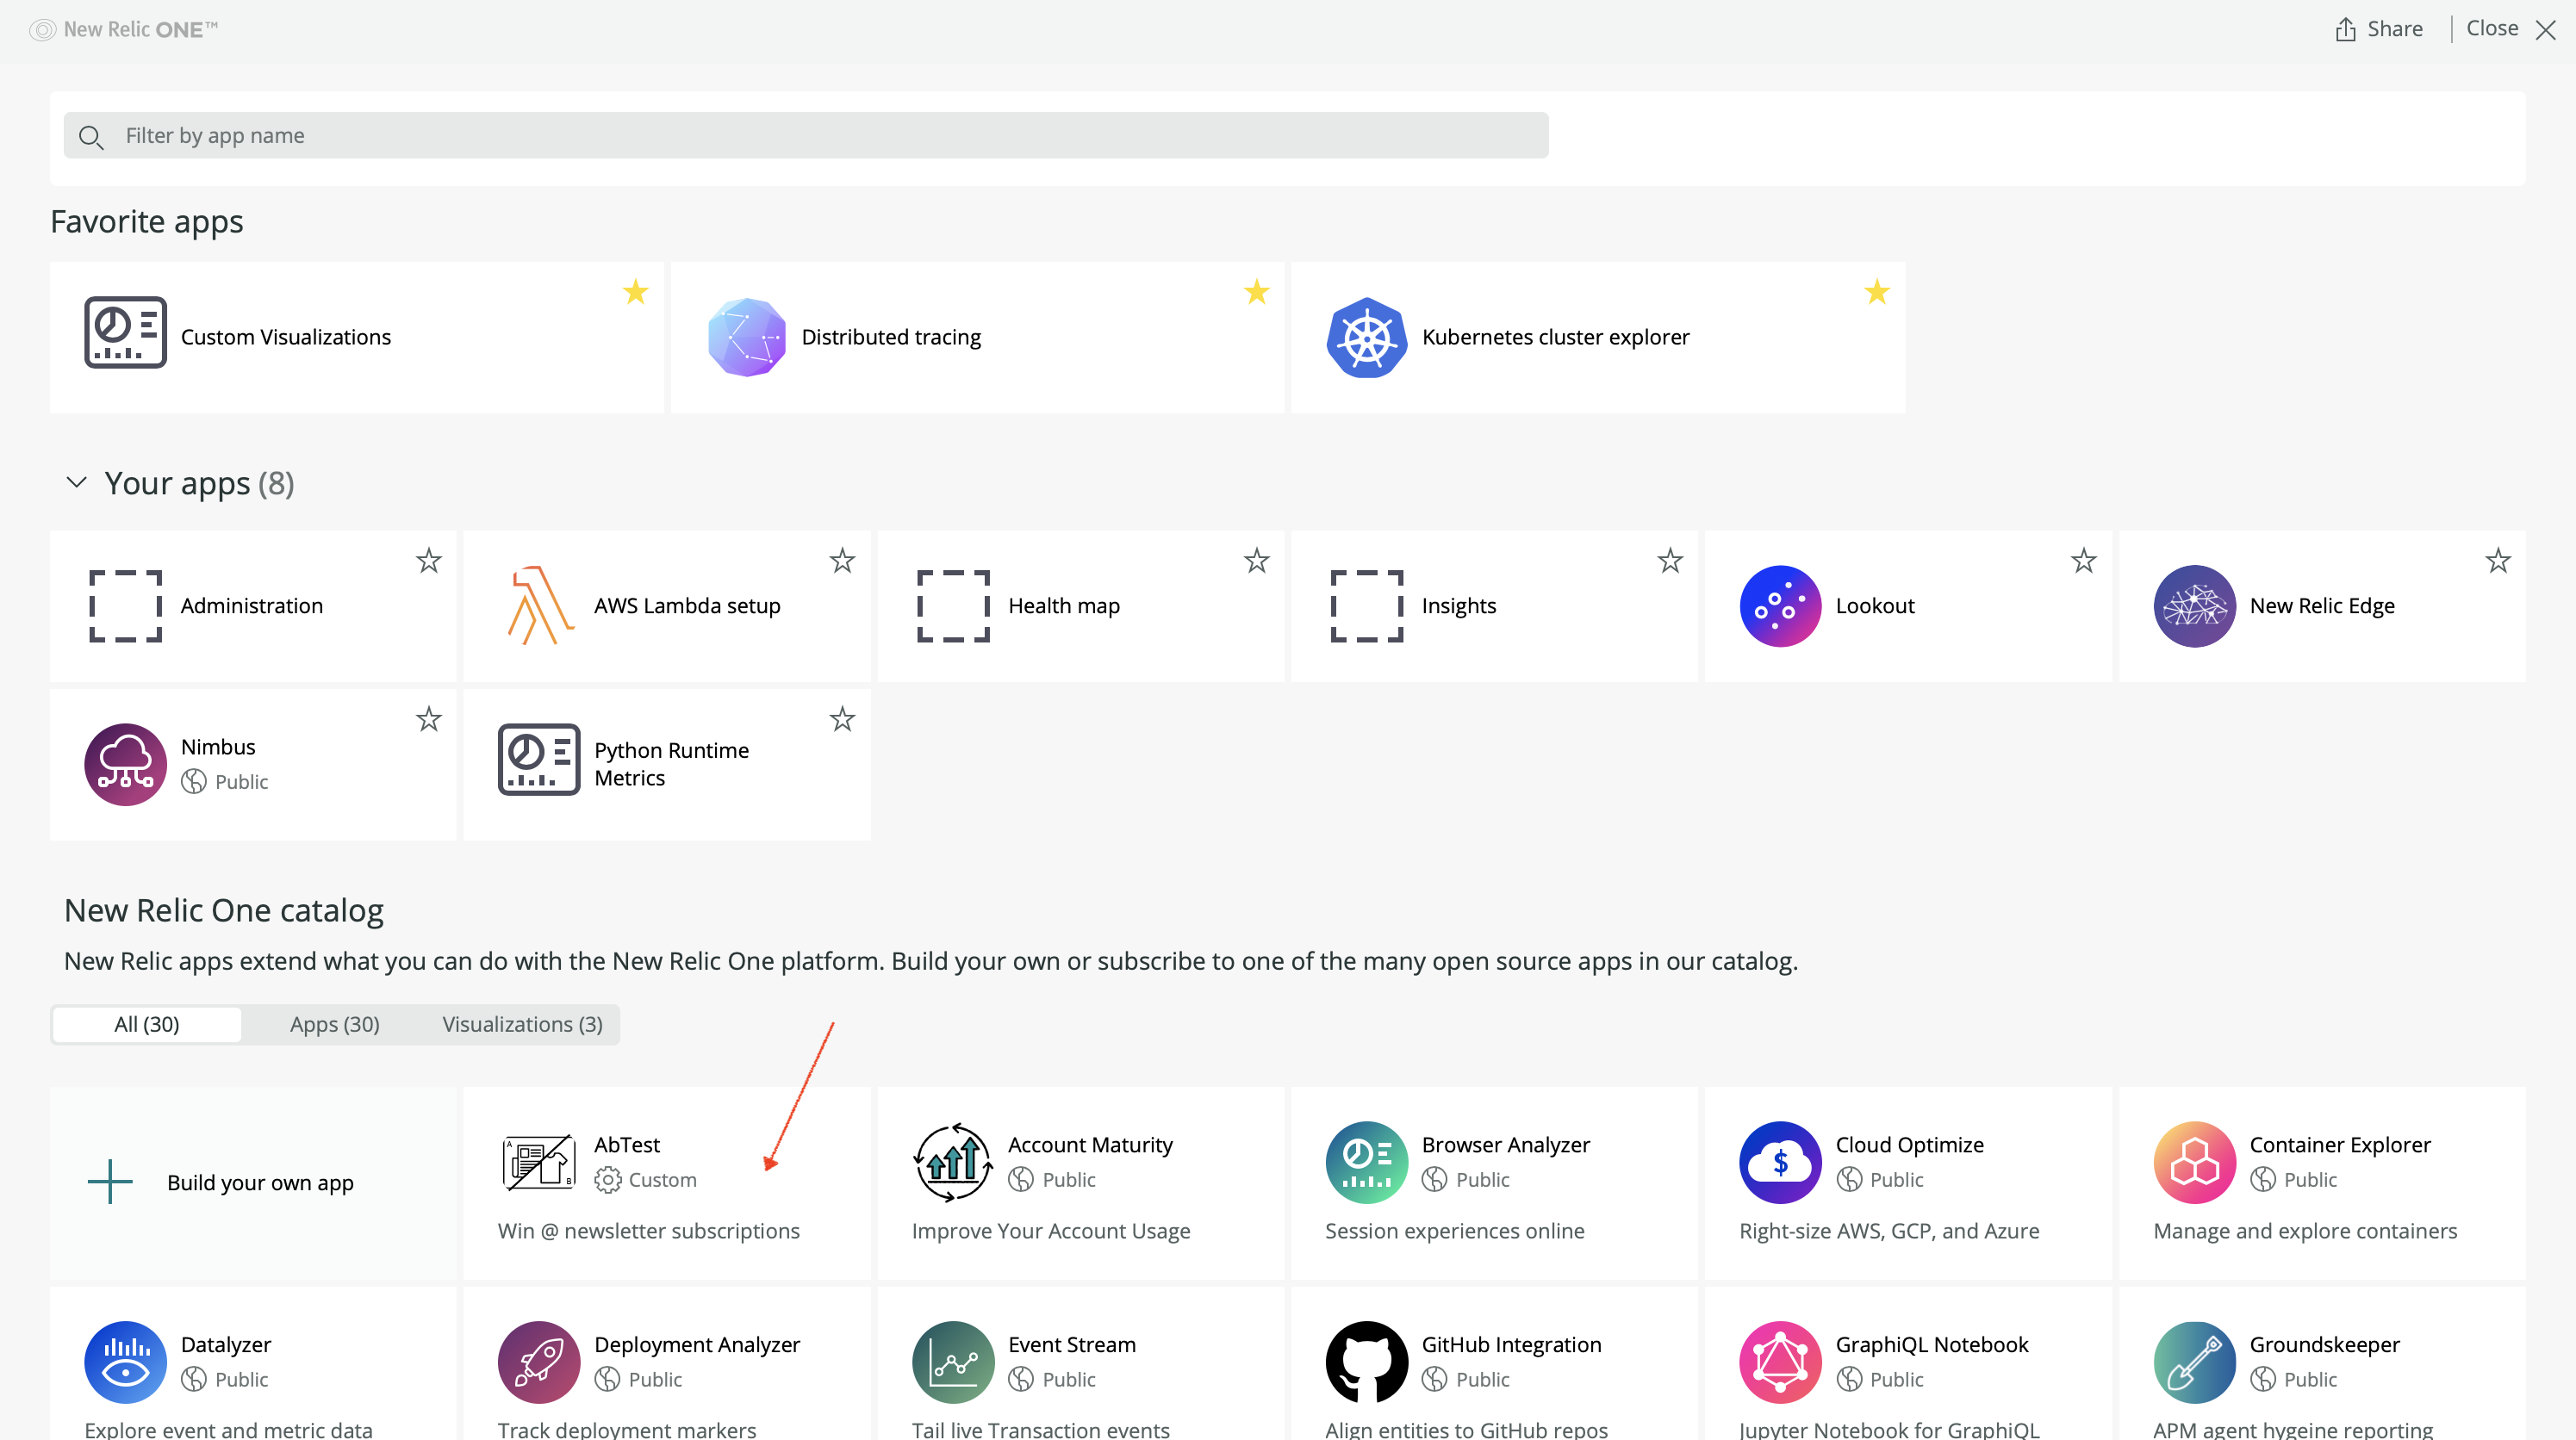 New Relic ONE™
Share
Close
Filter by app name
Favorite apps
Custom Visualizations
Distributed tracing
Kubernetes cluster explorer
Your apps (8)
Administration
AWS Lambda setup
Health map
Insights
Lookout
New Relic Edge
Nimbus
Public
Python Runtime
Metrics
New Relic One catalog
New Relic apps extend what you can do with the New Relic One platform. Build your own or subscribe to one of the many open source apps in our catalog.
All (30)
Apps (30)
Visualizations (3)
Build your own app
A
B
AbTest
Custom
Win @ newsletter subscriptions
Account Maturity
Public
Improve Your Account Usage
Browser Analyzer
Public
Session experiences online
$
Cloud Optimize
Public
Right-size AWS, GCP, and Azure
Container Explorer
Public
Manage and explore containers
Datalyzer
Public
Explore event and metric data
Deployment Analyzer
Public
Track deployment markers
Event Stream
Public
Tail live Transaction events
GitHub Integration
Public
Align entities to GitHub repos
GraphiQL Notebook
Public
Jupyter Notebook for GraphiQL
Groundskeeper
Public
APM agent hygeine reporting